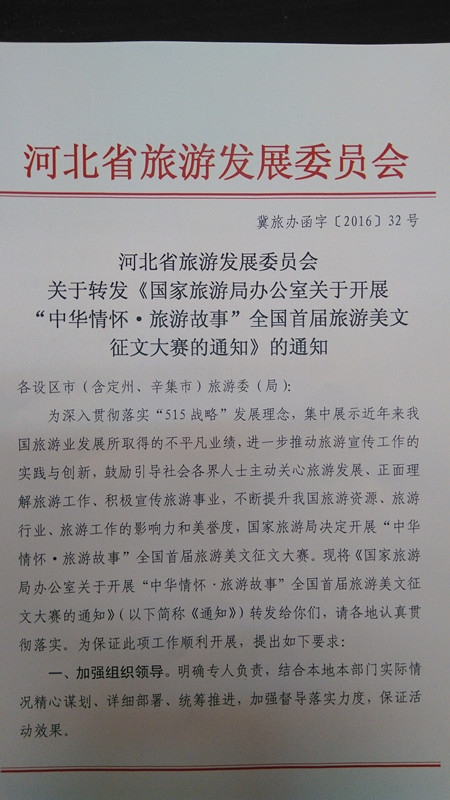 河北省旅游发展委员会
冀旅办函字〔2016〕32号
河北省旅游发展委员会
关于转发《国家旅游局办公室关于开展
“中华情怀·旅游故事”全国首届旅游美文
征文大赛的通知》的通知
各设区市（含定州、辛集市）旅游委（局）：
为深入贯彻落实“515战略”发展理念，集中展示近年来我
国旅游业发展所取得的不平凡业绩，进一步推动旅游宣传工作的
实践与创新，鼓励引导社会各界人士主动关心旅游发展、正面理
解旅游工作、积极宣传旅游事业，不断提升我国旅游资源、旅游
行业、旅游工作的影响力和美誉度，国家旅游局决定开展“中华
情怀·旅游故事”全国首届旅游美文征文大赛。现将《国家旅游
局办公室关于开展“中华情怀·旅游故事”全国首届旅游美文征
文大赛的通知》（以下简称《通知》）转发给你们，请各地认真贯
彻落实。为保证此项工作顺利开展，提出如下要求：
一、加强组织领导。明确专人负责，结合本地本部门实际情
况精心谋划、详细部署、统筹推进，加强督导落实力度，保证活
动效果。